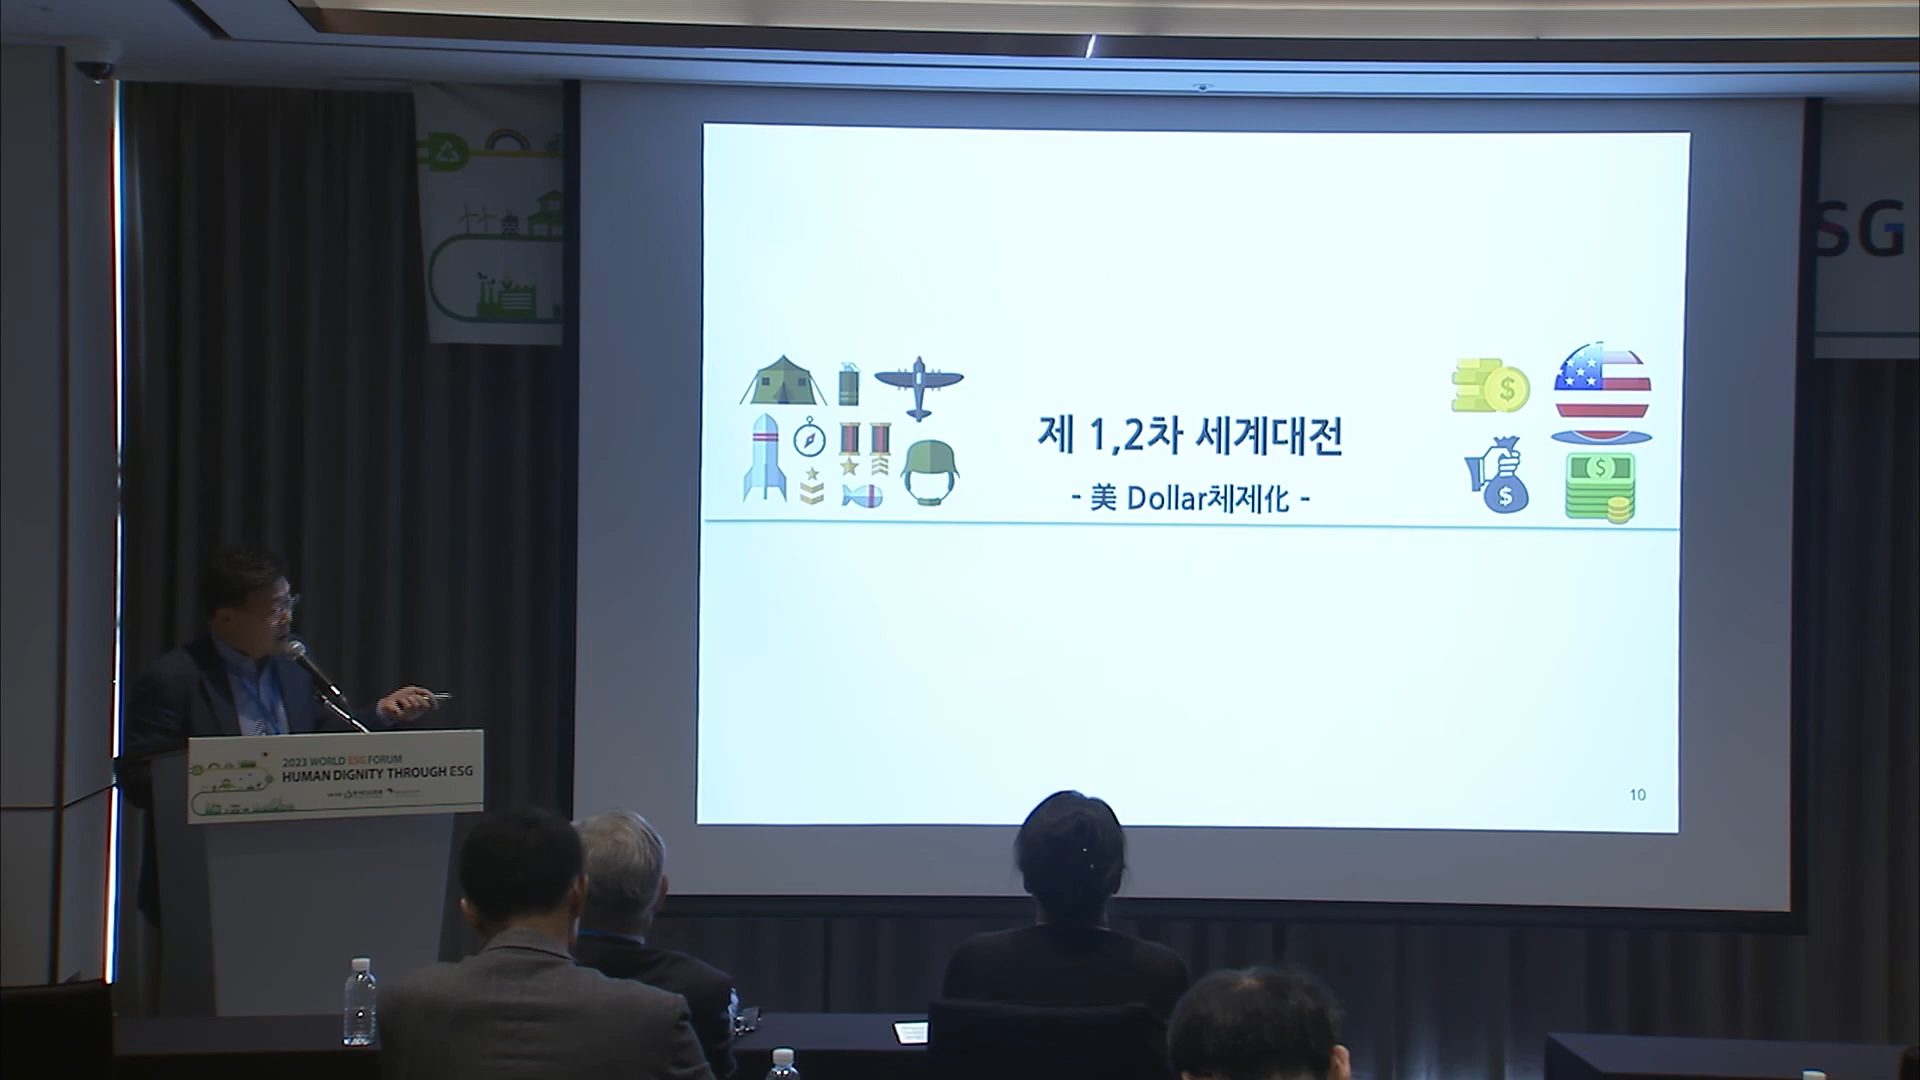 제 1,2차 세계대전
- 美 Dollar체제化 -
10
SG
2023 WORLD ESG FORUM
HUMAN DIGNITY THROUGH ESG